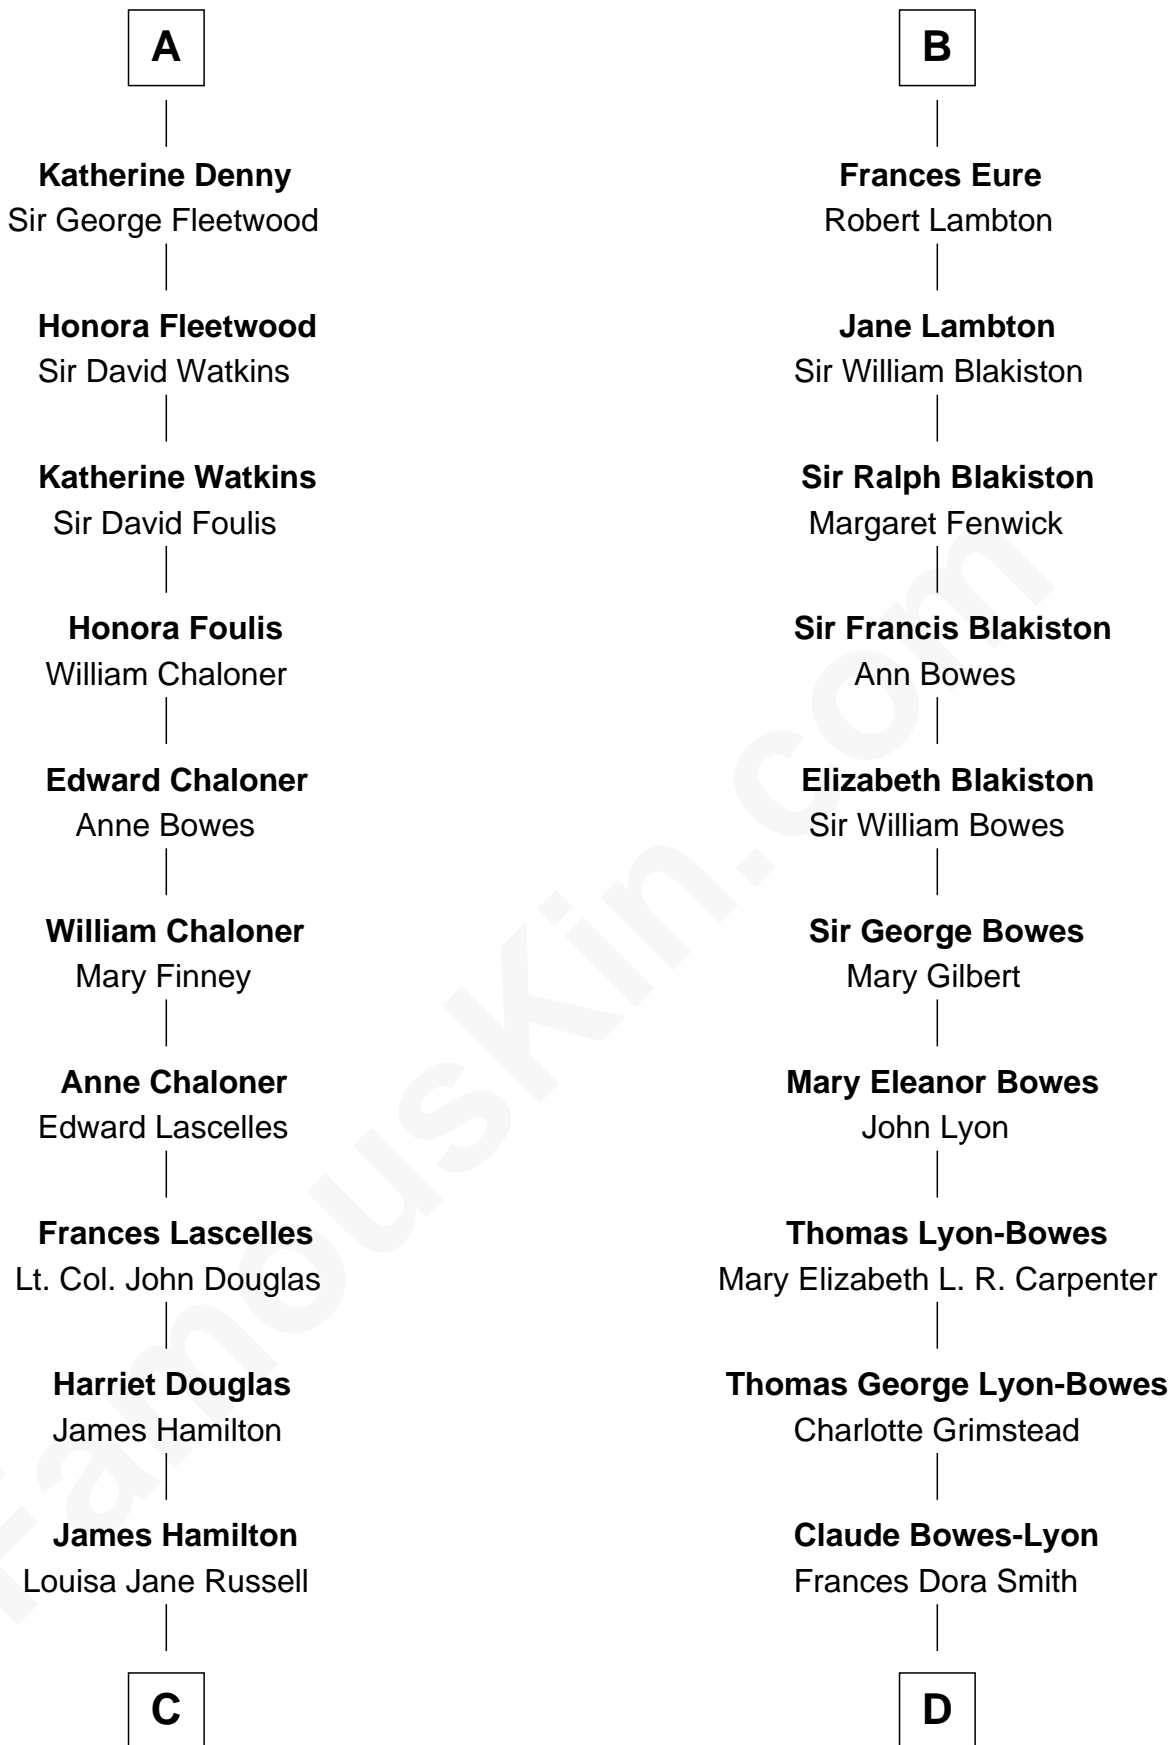 A
Katherine Denny
Sir George Fleetwood
Honora Fleetwood
Sir David Watkins
Katherine Watkins
Sir David Foulis
Honora Foulis
William Chaloner
Edward Chaloner
Anne Bowes
William Chaloner
Mary Finney
Anne Chaloner
Edward Lascelles
Frances Lascelles
Lt. Col. John Douglas
Harriet Douglas
James Hamilton
James Hamilton
Louisa Jane Russell
C
B
Frances Eure
Robert Lambton
Jane Lambton
Sir William Blakiston
Sir Ralph Blakiston
Margaret Fenwick
Sir Francis Blakiston
Ann Bowes
Elizabeth Blakiston
Sir William Bowes
Sir George Bowes
Mary Gilbert
Mary Eleanor Bowes
John Lyon
Thomas Lyon-Bowes
Mary Elizabeth L. R. Carpenter
Thomas George Lyon-Bowes
Charlotte Grimstead
Claude Bowes-Lyon
Frances Dora Smith
D
FamousKin.com